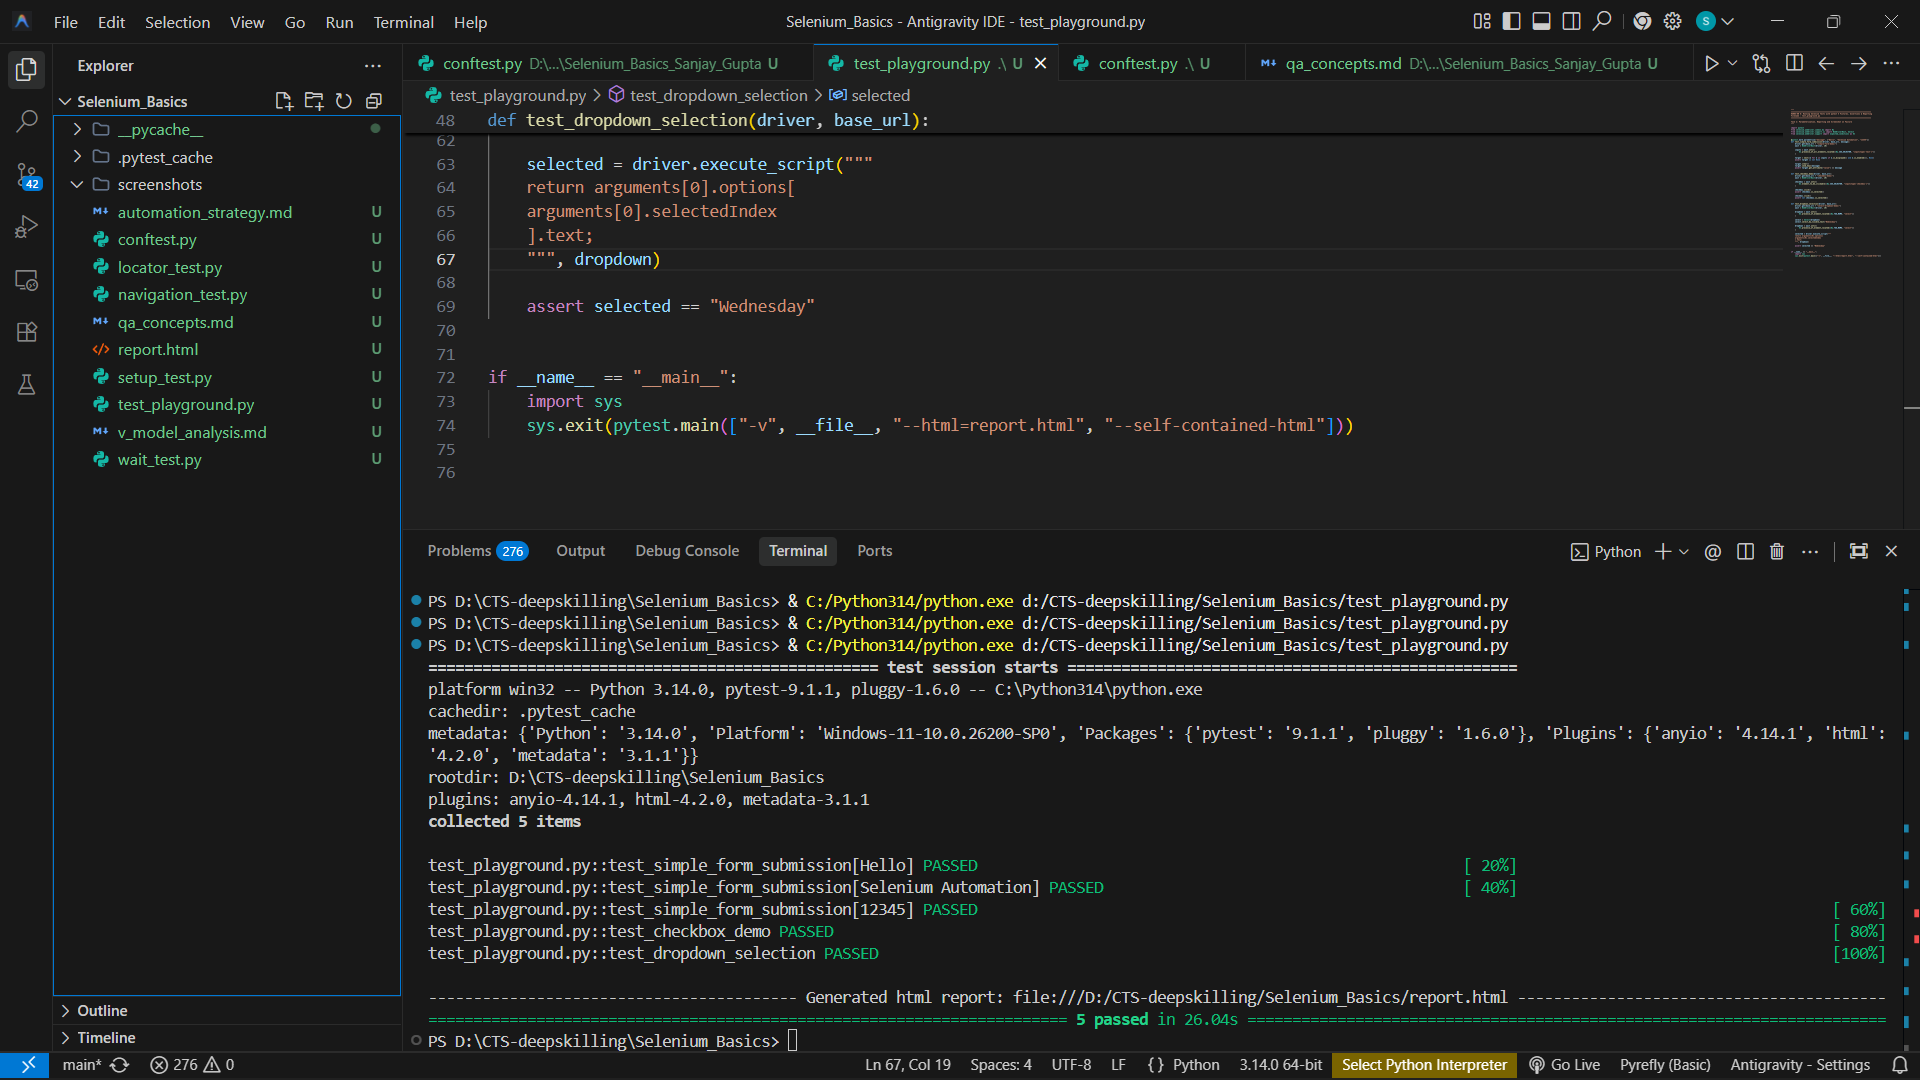 File Edit Selection View Go Run Terminal Help
Selenium_Basics - Antigravity IDE - test_playground.py
S
Explorer
conftest.py D:\...\Selenium_Basics_Sanjay_Gupta U
test_playground.py .\ U
conftest.py .\ U
qa_concepts.md D:\...\Selenium_Basics_Sanjay_Gupta U
Selenium_Basics
test_playground.py > test_dropdown_selection > selected
__pycache__
.pytest_cache
screenshots
automation_strategy.md U
conftest.py U
locator_test.py U
navigation_test.py U
qa_concepts.md U
report.html U
setup_test.py U
test_playground.py U
v_model_analysis.md U
wait_test.py U
42
Outline
Timeline
48 def test_dropdown_selection(driver, base_url):
62
63 selected = driver.execute_script("""
64 return arguments[0].options[
65 arguments[0].selectedIndex
66 ].text;
67 """, dropdown)
68
69 assert selected == "Wednesday"
70
71
72 if __name__ == "__main__":
73 import sys
74 sys.exit(pytest.main(["-v", __file__, "--html=report.html", "--self-contained-html"]))
75
76
Problems 276 Output Debug Console Terminal Ports
Python
PS D:\CTS-deepskilling\Selenium_Basics> & C:/Python314/python.exe d:/CTS-deepskilling/Selenium_Basics/test_playground.py
PS D:\CTS-deepskilling\Selenium_Basics> & C:/Python314/python.exe d:/CTS-deepskilling/Selenium_Basics/test_playground.py
PS D:\CTS-deepskilling\Selenium_Basics> & C:/Python314/python.exe d:/CTS-deepskilling/Selenium_Basics/test_playground.py
================================================== test session starts ==================================================
platform win32 -- Python 3.14.0, pytest-9.1.1, pluggy-1.6.0 -- C:\Python314\python.exe
cachedir: .pytest_cache
metadata: {'Python': '3.14.0', 'Platform': 'Windows-11-10.0.26200-SP0', 'Packages': {'pytest': '9.1.1', 'pluggy': '1.6.0'}, 'Plugins': {'anyio': '4.14.1', 'html':
'4.2.0', 'metadata': '3.1.1'}}
rootdir: D:\CTS-deepskilling\Selenium_Basics
plugins: anyio-4.14.1, html-4.2.0, metadata-3.1.1
collected 5 items
test_playground.py::test_simple_form_submission[Hello] PASSED [ 20%]
test_playground.py::test_simple_form_submission[Selenium Automation] PASSED [ 40%]
test_playground.py::test_simple_form_submission[12345] PASSED [ 60%]
test_playground.py::test_checkbox_demo PASSED [ 80%]
test_playground.py::test_dropdown_selection PASSED [100%]
----------------------------------------- Generated html report: file:///D:/CTS-deepskilling/Selenium_Basics/report.html -----------------------------------------
======================================================================= 5 passed in 26.04s =======================================================================
PS D:\CTS-deepskilling\Selenium_Basics>
main* 276 0
Ln 67, Col 19 Spaces: 4 UTF-8 LF {} Python 3.14.0 64-bit Select Python Interpreter Go Live Pyrefly (Basic) Antigravity - Settings